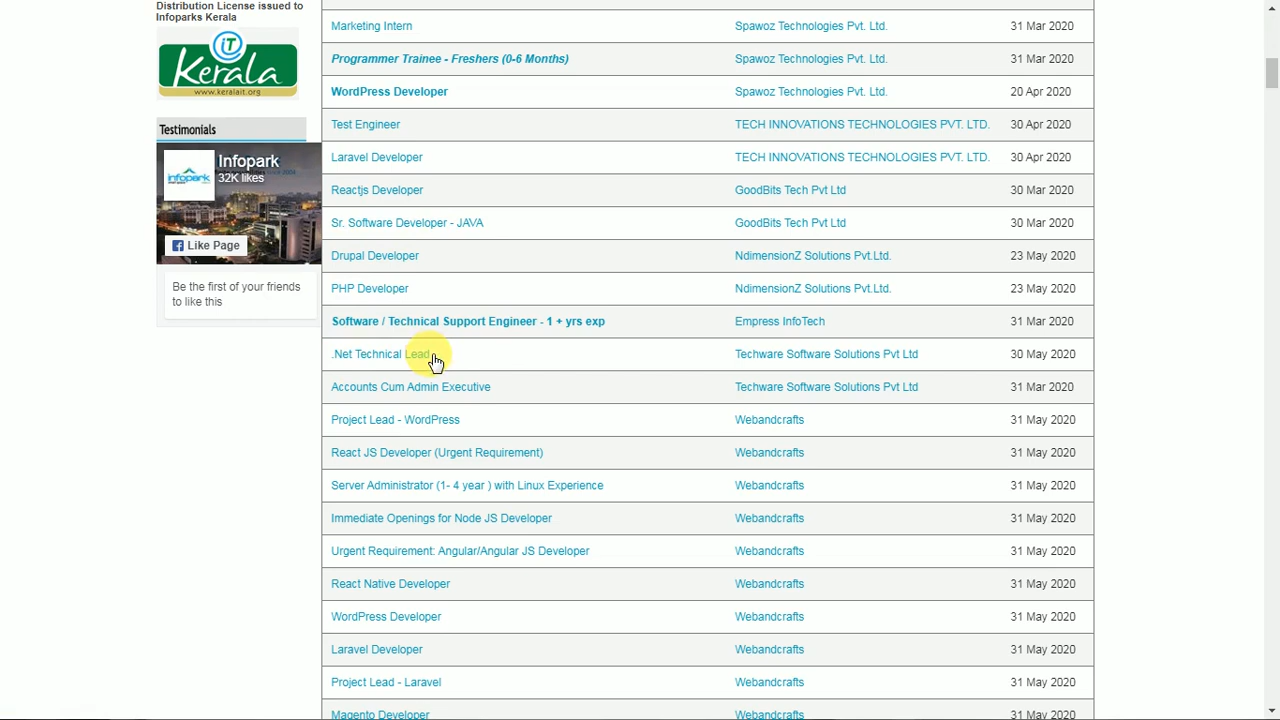 Distribution License issued to
Infoparks Kerala
iT
Kerala
www.keralait.org
Testimonials
Infopark
32K likes
infopark
Like Page
Be the first of your friends
to like this
Marketing Intern Spawoz Technologies Pvt. Ltd. 31 Mar 2020
Programmer Trainee - Freshers (0-6 Months) Spawoz Technologies Pvt. Ltd. 31 Mar 2020
WordPress Developer Spawoz Technologies Pvt. Ltd. 20 Apr 2020
Test Engineer TECH INNOVATIONS TECHNOLOGIES PVT. LTD. 30 Apr 2020
Laravel Developer TECH INNOVATIONS TECHNOLOGIES PVT. LTD. 30 Apr 2020
Reactjs Developer GoodBits Tech Pvt Ltd 30 Mar 2020
Sr. Software Developer - JAVA GoodBits Tech Pvt Ltd 30 Mar 2020
Drupal Developer NdimensionZ Solutions Pvt.Ltd. 23 May 2020
PHP Developer NdimensionZ Solutions Pvt.Ltd. 23 May 2020
Software / Technical Support Engineer - 1 + yrs exp Empress InfoTech 31 Mar 2020
.Net Technical Lead Techware Software Solutions Pvt Ltd 30 May 2020
Accounts Cum Admin Executive Techware Software Solutions Pvt Ltd 31 Mar 2020
Project Lead - WordPress Webandcrafts 31 May 2020
React JS Developer (Urgent Requirement) Webandcrafts 31 May 2020
Server Administrator (1- 4 year ) with Linux Experience Webandcrafts 31 May 2020
Immediate Openings for Node JS Developer Webandcrafts 31 May 2020
Urgent Requirement: Angular/Angular JS Developer Webandcrafts 31 May 2020
React Native Developer Webandcrafts 31 May 2020
WordPress Developer Webandcrafts 31 May 2020
Laravel Developer Webandcrafts 31 May 2020
Project Lead - Laravel Webandcrafts 31 May 2020
Magento Developer Webandcrafts 31 May 2020